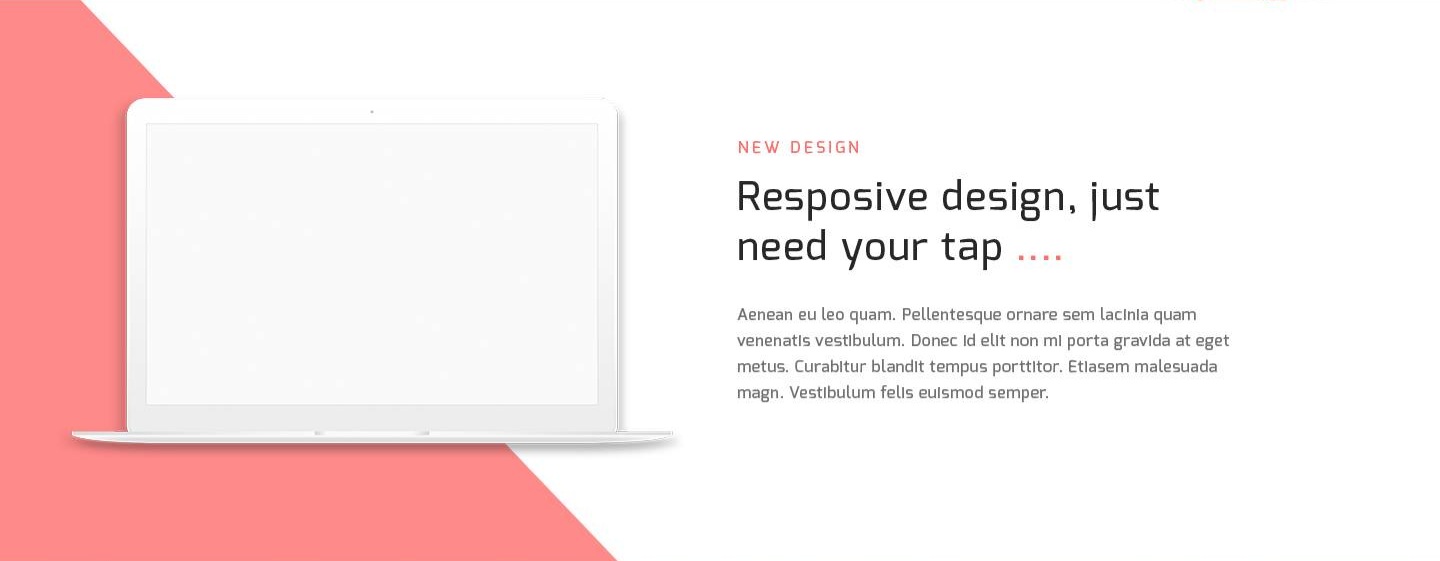 NEW DESIGN
Resposive design, just
need your tap ....
Aenean eu leo quam. Pellentesque ornare sem lacinia quam
venenatis vestibulum. Donec id elit non mi porta gravida at eget
metus. Curabitur blandit tempus porttitor. Etiasem malesuada
magn. Vestibulum felis euismod semper.